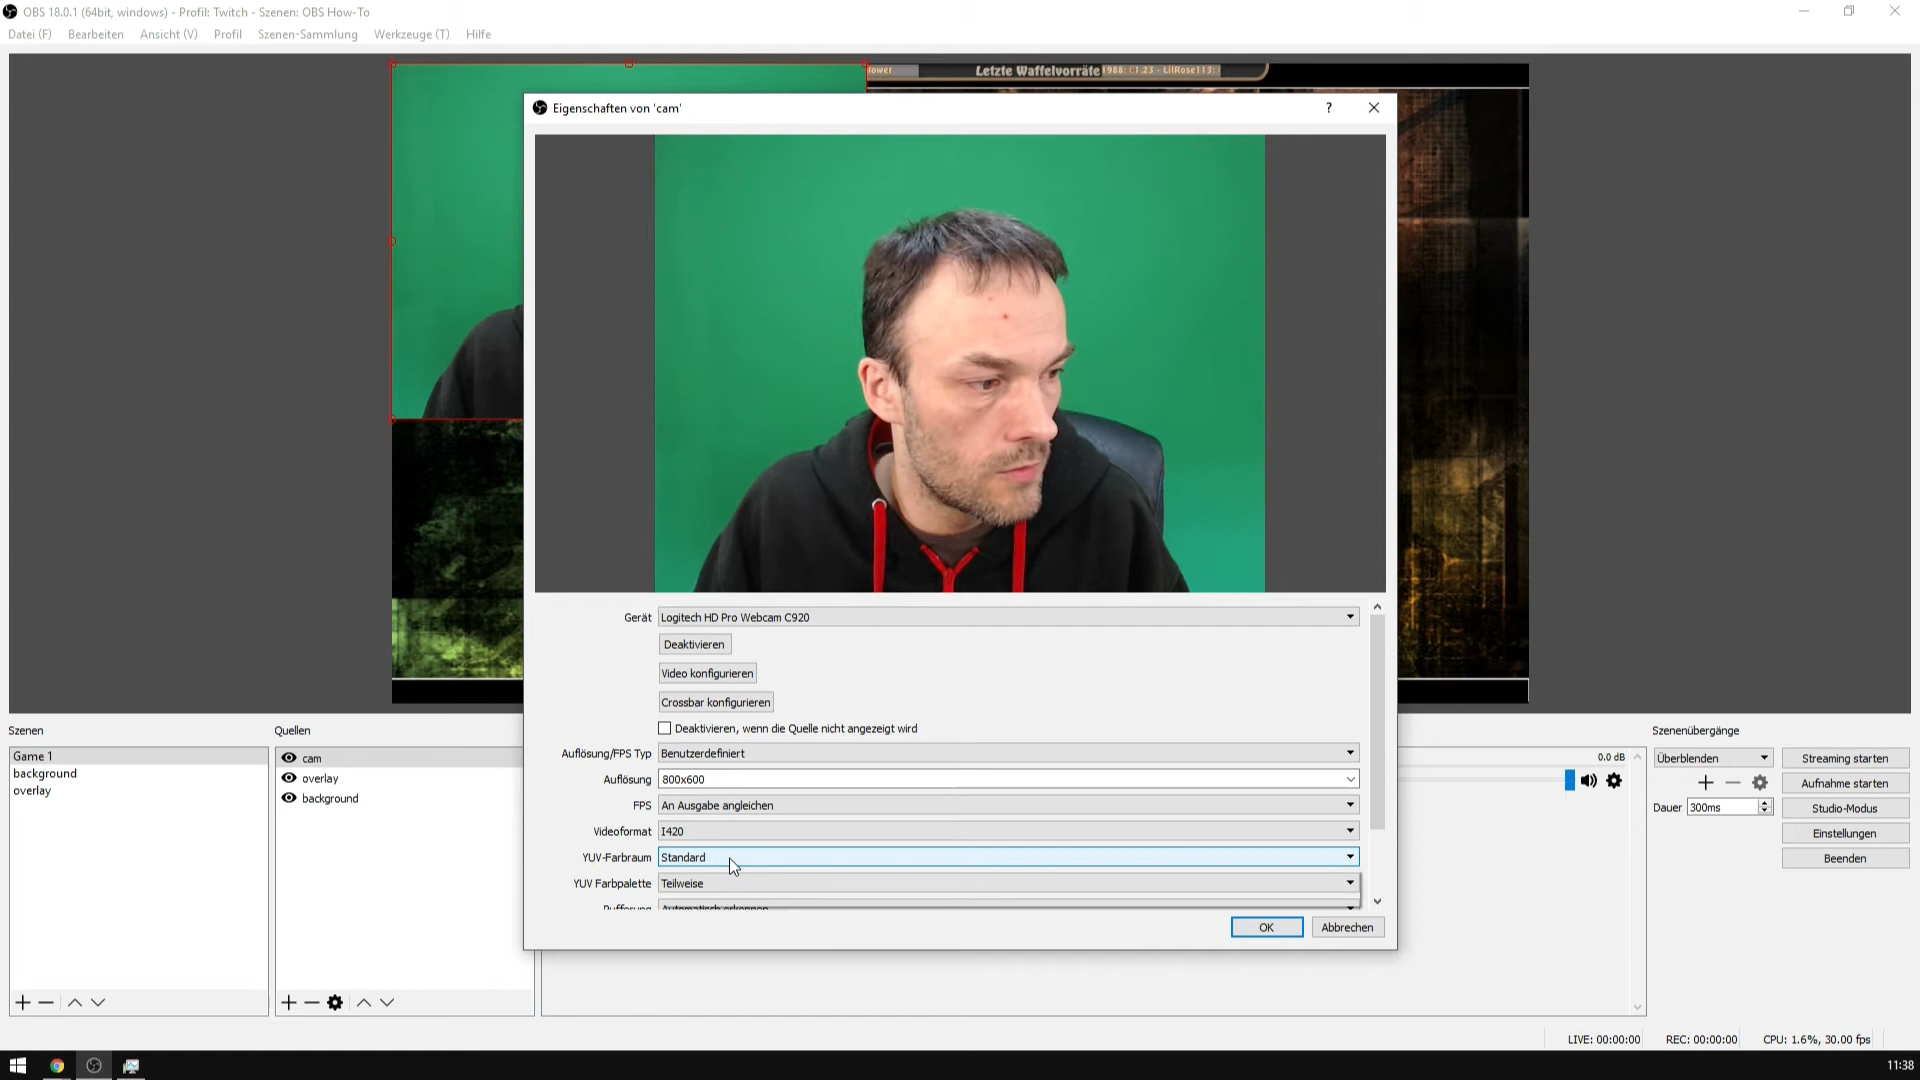 OBS 18.0.1 (64bit, windows) - Profil: Twitch - Szenen: OBS How-To
Datei (F) Bearbeiten Ansicht (V) Profil Szenen-Sammlung Werkzeuge (T) Hilfe
Letzte Waffelvorräte
Eigenschaften von 'cam'
?
Gerät Logitech HD Pro Webcam C920
Deaktivieren
Video konfigurieren
Crossbar konfigurieren
Deaktivieren, wenn die Quelle nicht angezeigt wird
Auflösung/FPS Typ Benutzerdefiniert
Auflösung 800x600
FPS An Ausgabe angleichen
Videoformat I420
YUV-Farbraum Standard
YUV Farbpalette Teilweise
Pufferung Automatisch erkennen
OK Abbrechen
Szenen
Game 1
background
overlay
Quellen
cam
overlay
background
0.0 dB
Szenenübergänge
Überblenden
Dauer 300ms
Streaming starten
Aufnahme starten
Studio-Modus
Einstellungen
Beenden
LIVE: 00:00:00 REC: 00:00:00 CPU: 1.6%, 30.00 fps
11:38